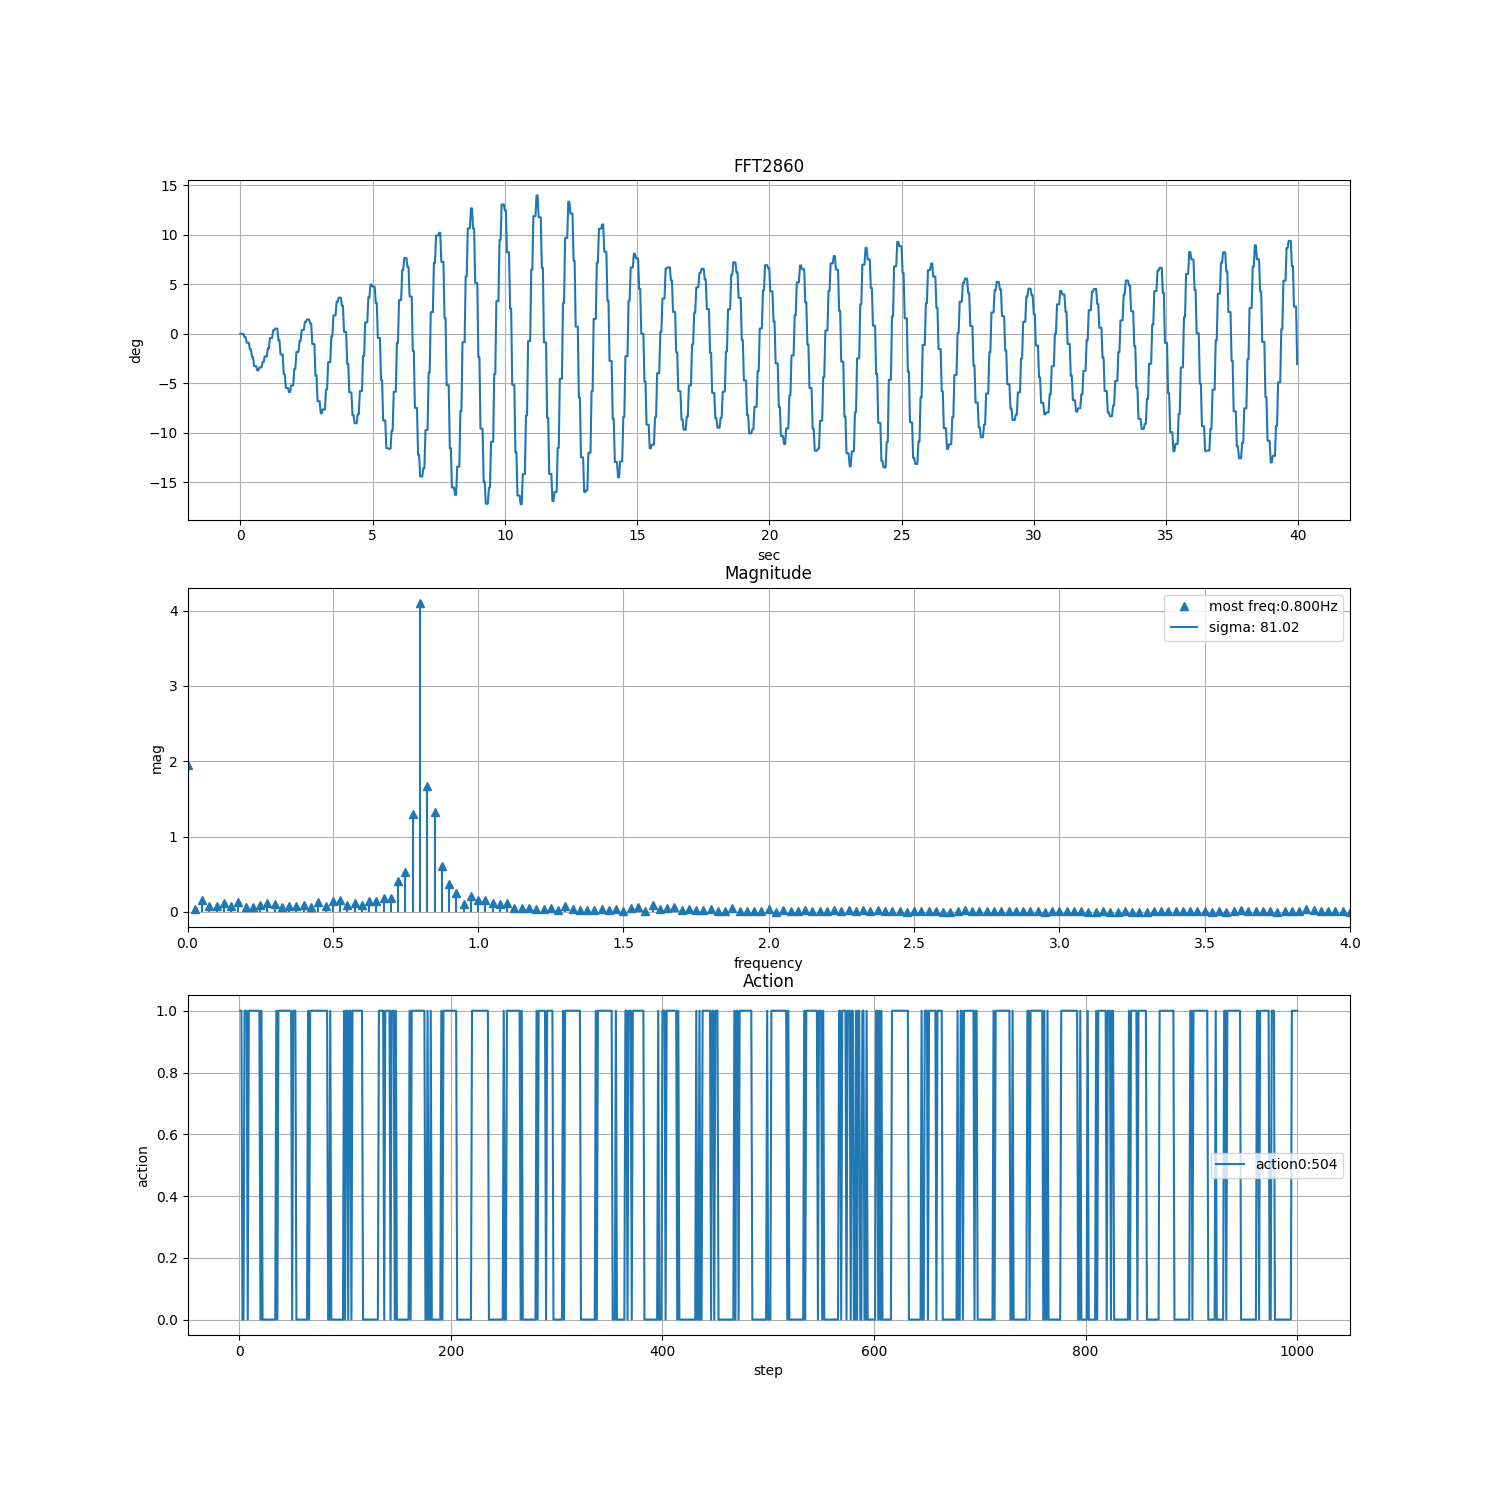 FFT2860
15
10
5
0
−5
−10
−15
deg
0 5 10 15 20 25 30 35 40
sec
Magnitude
most freq:0.800Hz
sigma: 81.02
4
3
2
1
0
mag
0.0 0.5 1.0 1.5 2.0 2.5 3.0 3.5 4.0
frequency
Action
1.0
0.8
0.6
0.4
0.2
0.0
action
action0:504
0 200 400 600 800 1000
step